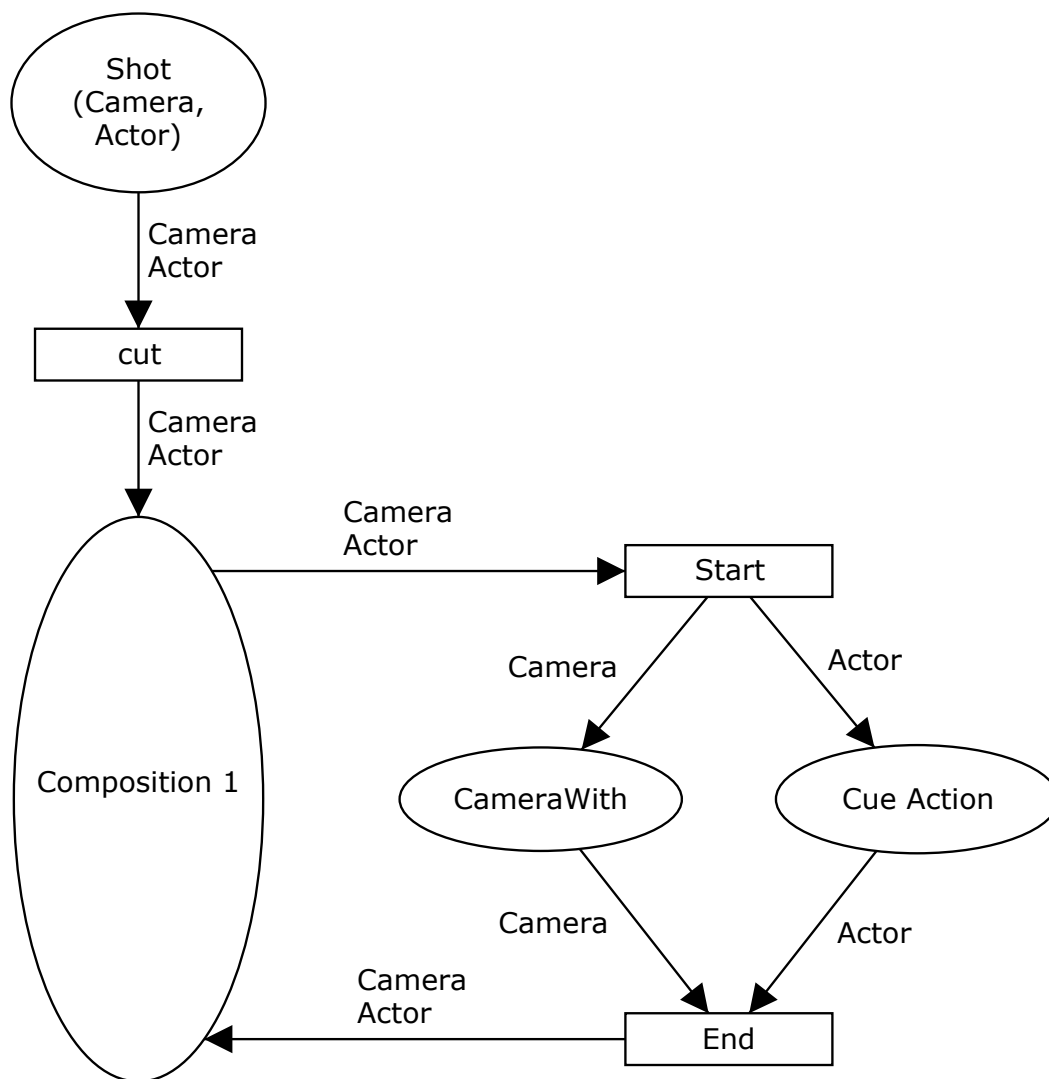 Shot
(Camera,
Actor)
Camera
Actor
cut
Camera
Actor
Camera
Actor
Start
Camera
Actor
Composition 1
CameraWith
Cue Action
Camera
Actor
Camera
Actor
End